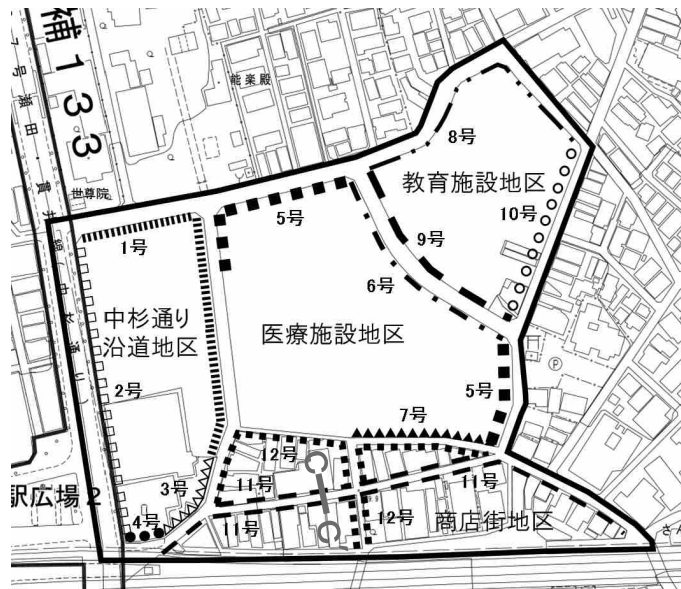 補133
7号瀬田・貫井線中杉通り
能楽殿
世尊院
8号
教育施設地区
5号
10号
1号
9号
6号
中杉通り
沿道地区
医療施設地区
P
2号
7号
5号
12号
3号
C－C'
11号
11号
駅広場2
4号
11号
12号
商店街地区
さん